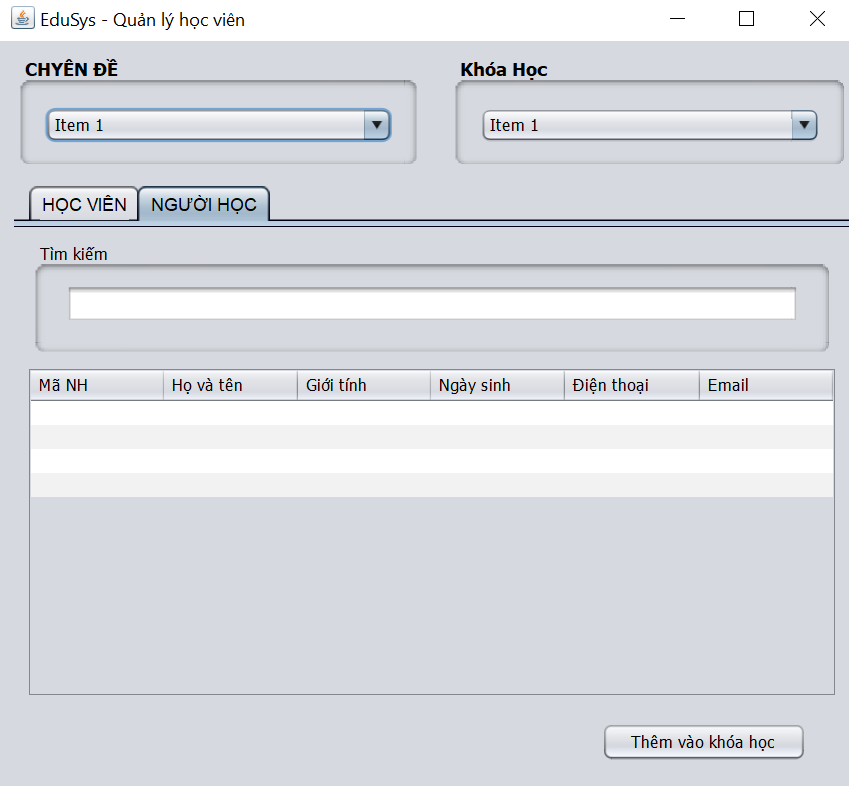 EduSys - Quản lý học viên
CHYÊN ĐỀ
Khóa Học
Item 1
Item 1
HỌC VIÊN
NGƯỜI HỌC
Tìm kiếm
Mã NH Họ và tên Giới tính Ngày sinh Điện thoại Email
Thêm vào khóa học